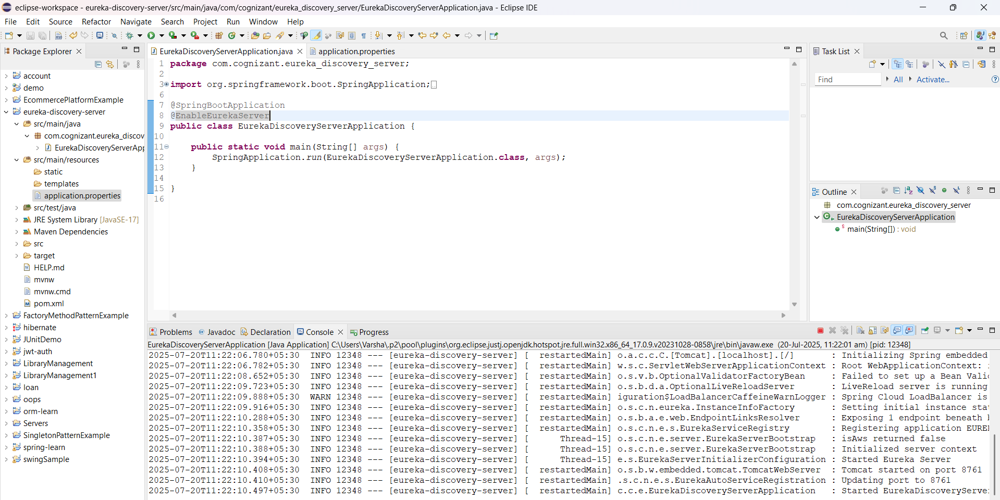 eclipse-workspace - eureka-discovery-server/src/main/java/com/cognizant/eureka_discovery_server/EurekaDiscoveryServerApplication.java - Eclipse IDE
File Edit Source Refactor Navigate Search Project Run Window Help
Package Explorer
account
demo
EcommercePlatformExample
eureka-discovery-server
src/main/java
com.cognizant.eureka_discov
EurekaDiscoveryServerApp
src/main/resources
static
templates
application.properties
src/test/java
JRE System Library [JavaSE-17]
Maven Dependencies
src
target
HELP.md
mvnw
mvnw.cmd
pom.xml
FactoryMethodPatternExample
hibernate
JUnitDemo
jwt-auth
LibraryManagement
LibraryManagement1
loan
oops
orm-learn
Servers
SingletonPatternExample
spring-learn
swingSample
EurekaDiscoveryServerApplication.java application.properties
1 package com.cognizant.eureka_discovery_server;
2
3 import org.springframework.boot.SpringApplication;
6
7 @SpringBootApplication
8 @EnableEurekaServer
9 public class EurekaDiscoveryServerApplication {
10
11 public static void main(String[] args) {
12 SpringApplication.run(EurekaDiscoveryServerApplication.class, args);
13 }
14
15 }
16
Task List
Find All Activate...
Outline
com.cognizant.eureka_discovery_server
EurekaDiscoveryServerApplication
main(String[]) : void
Problems Javadoc Declaration Console Progress
EurekaDiscoveryServerApplication [Java Application] C:\Users\Varsha\.p2\pool\plugins\org.eclipse.justj.openjdk.hotspot.jre.full.win32.x86_64_17.0.9.v20231028-0858\jre\bin\javaw.exe (20-Jul-2025, 11:22:01 am) [pid: 12348]
2025-07-20T11:22:06.780+05:30 INFO 12348 --- [eureka-discovery-server] [ restartedMain] o.a.c.c.C.[Tomcat].[localhost].[/] : Initializing Spring embedded
2025-07-20T11:22:06.782+05:30 INFO 12348 --- [eureka-discovery-server] [ restartedMain] w.s.c.ServletWebServerApplicationContext : Root WebApplicationContext:
2025-07-20T11:22:08.652+05:30 INFO 12348 --- [eureka-discovery-server] [ restartedMain] o.s.v.b.OptionalValidatorFactoryBean : Failed to set up a Bean Valid
2025-07-20T11:22:09.723+05:30 INFO 12348 --- [eureka-discovery-server] [ restartedMain] o.s.b.d.a.OptionalLiveReloadServer : LiveReload server is running
2025-07-20T11:22:09.888+05:30 WARN 12348 --- [eureka-discovery-server] [ restartedMain] iguration$LoadBalancerCaffeineWarnLogger : Spring Cloud LoadBalancer is
2025-07-20T11:22:09.916+05:30 INFO 12348 --- [eureka-discovery-server] [ restartedMain] o.s.c.n.eureka.InstanceInfoFactory : Setting initial instance stat
2025-07-20T11:22:10.288+05:30 INFO 12348 --- [eureka-discovery-server] [ restartedMain] o.s.b.a.e.web.EndpointLinksResolver : Exposing 1 endpoint beneath
2025-07-20T11:22:10.358+05:30 INFO 12348 --- [eureka-discovery-server] [ restartedMain] o.s.c.n.e.s.EurekaServiceRegistry : Registering application EURE
2025-07-20T11:22:10.387+05:30 INFO 12348 --- [eureka-discovery-server] [ Thread-15] o.s.c.n.e.server.EurekaServerBootstrap : isAws returned false
2025-07-20T11:22:10.388+05:30 INFO 12348 --- [eureka-discovery-server] [ Thread-15] o.s.c.n.e.server.EurekaServerBootstrap : Initialized server context
2025-07-20T11:22:10.394+05:30 INFO 12348 --- [eureka-discovery-server] [ Thread-15] e.s.EurekaServerInitializerConfiguration : Started Eureka Server
2025-07-20T11:22:10.408+05:30 INFO 12348 --- [eureka-discovery-server] [ restartedMain] o.s.b.w.embedded.tomcat.TomcatWebServer : Tomcat started on port 8761
2025-07-20T11:22:10.410+05:30 INFO 12348 --- [eureka-discovery-server] [ restartedMain] .s.c.n.e.s.EurekaAutoServiceRegistration : Updating port to 8761
2025-07-20T11:22:10.497+05:30 INFO 12348 --- [eureka-discovery-server] [ restartedMain] c.c.e.EurekaDiscoveryServerApplication : Started EurekaDiscoveryServe